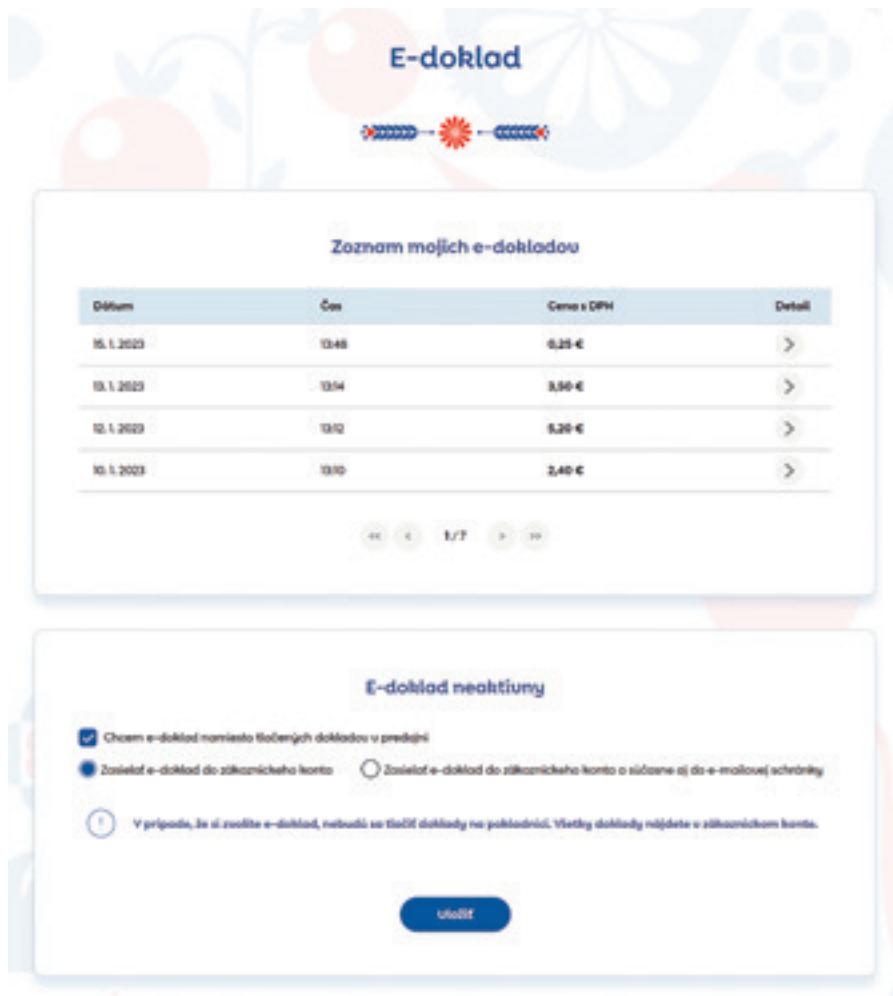 E-doklad
Zoznam mojich e-dokladov
Dátum Čas Cena s DPH Detail
15. 1. 2023 13:48 0,25 €
13. 1. 2023 13:14 3,50 €
12. 1. 2023 13:12 5,20 €
10. 1. 2023 13:10 2,40 €
<< < 1/7 > >>
E-doklad neaktívny
Chcem e-doklad namiesto tlačených dokladov v predajni
Zasielať e-doklad do zákazníckeho konta Zasielať e-doklad do zákazníckeho konta a súčasne aj do e-mailovej schránky
! V prípade, že si zvolíte e-doklad, nebudú sa tlačiť doklady na pokladnici. Všetky doklady nájdete v zákazníckom konte.
Uložiť